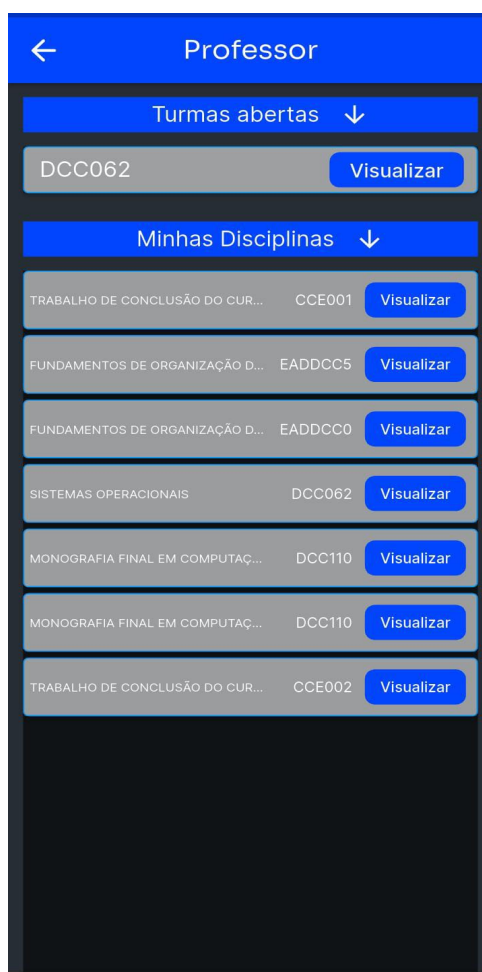 Professor
Turmas abertas
DCC062 Visualizar
Minhas Disciplinas
TRABALHO DE CONCLUSÃO DO CUR... CCE001 Visualizar
FUNDAMENTOS DE ORGANIZAÇÃO D... EADDCC5 Visualizar
FUNDAMENTOS DE ORGANIZAÇÃO D... EADDCC0 Visualizar
SISTEMAS OPERACIONAIS DCC062 Visualizar
MONOGRAFIA FINAL EM COMPUTAÇ... DCC110 Visualizar
MONOGRAFIA FINAL EM COMPUTAÇ... DCC110 Visualizar
TRABALHO DE CONCLUSÃO DO CUR... CCE002 Visualizar